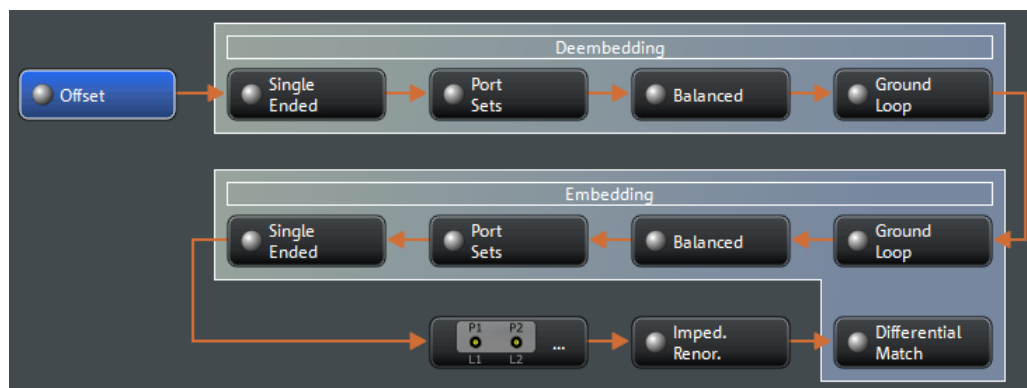 Deembedding
Offset
Single
Ended
Port
Sets
Balanced
Ground
Loop
Embedding
Single
Ended
Port
Sets
Balanced
Ground
Loop
P1 P2
...
L1 L2
Imped.
Renor.
Differential
Match